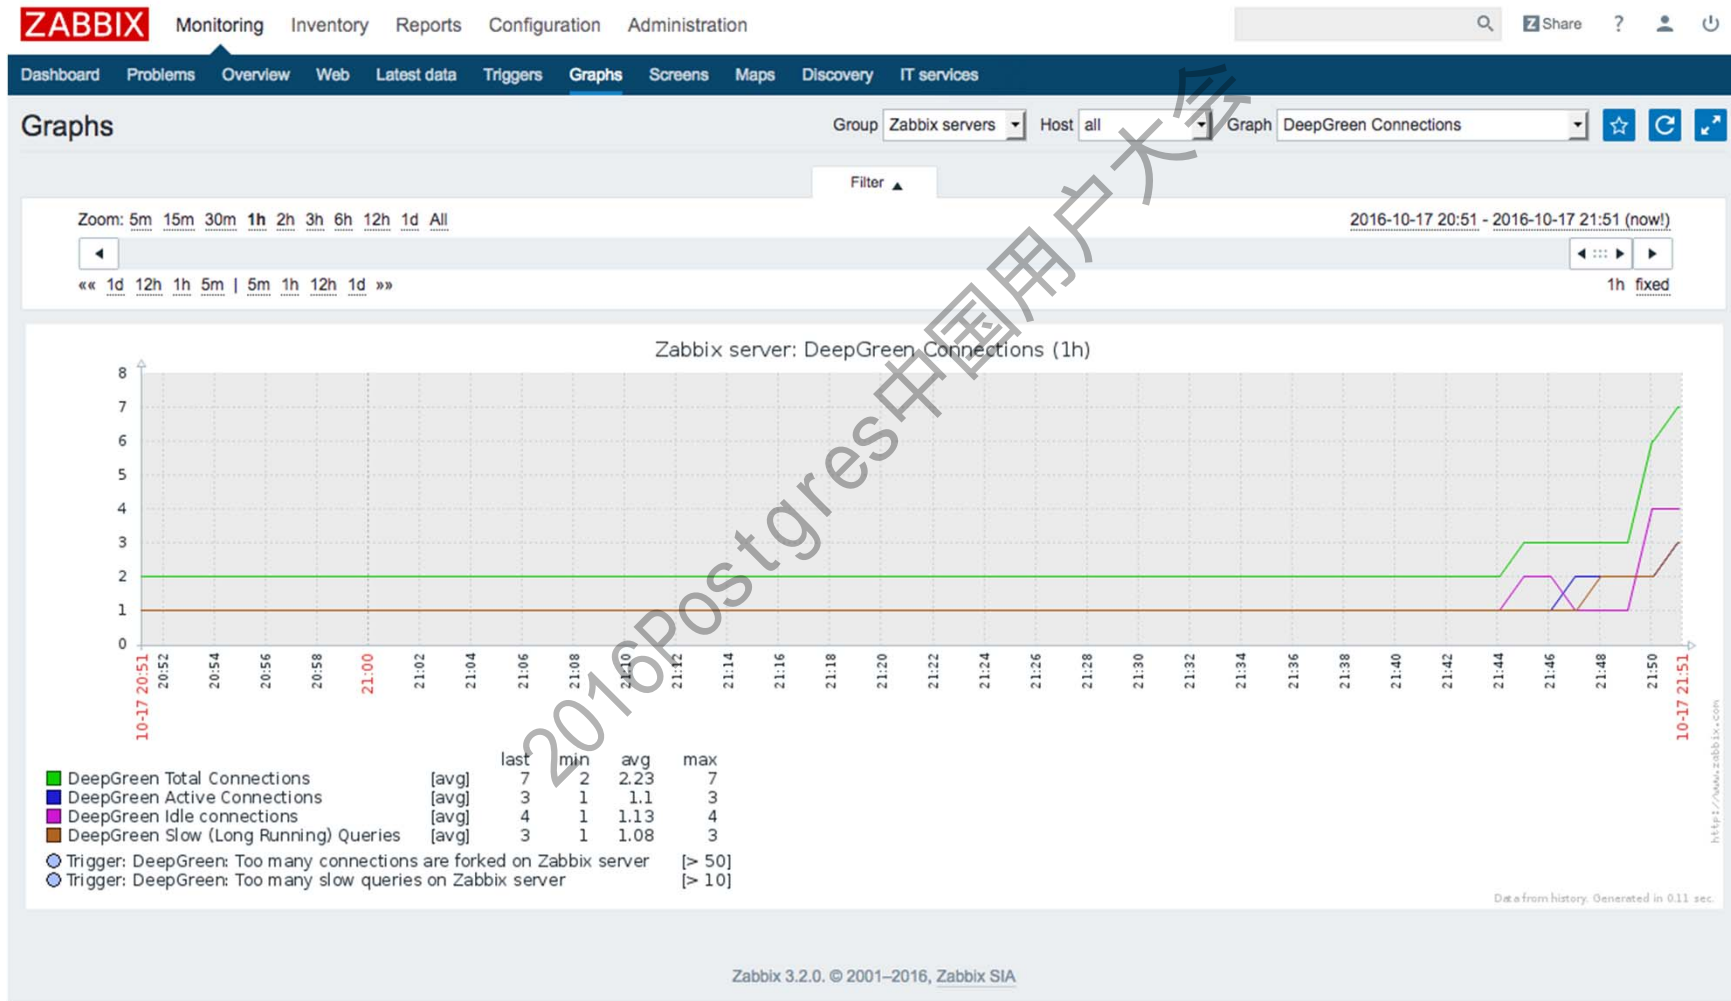 ZABBIX Monitoring Inventory Reports Configuration Administration Z Share ?
Dashboard Problems Overview Web Latest data Triggers Graphs Screens Maps Discovery IT services
Graphs Group Zabbix servers Host all Graph DeepGreen Connections
Filter ▲
Zoom: 5m 15m 30m 1h 2h 3h 6h 12h 1d All 2016-10-17 20:51 - 2016-10-17 21:51 (now!)
«« 1d 12h 1h 5m | 5m 1h 12h 1d »» 1h fixed
Zabbix server: DeepGreen Connections (1h)
8
7
6
5
4
3
2
1
0
10-17 20:51 20:52 20:54 20:56 20:58 21:00 21:02 21:04 21:06 21:08 21:10 21:12 21:14 21:16 21:18 21:20 21:22 21:24 21:26 21:28 21:30 21:32 21:34 21:36 21:38 21:40 21:42 21:44 21:46 21:48 21:50 10-17 21:51
last min avg max
DeepGreen Total Connections [avg] 7 2 2.23 7
DeepGreen Active Connections [avg] 3 1 1.1 3
DeepGreen Idle connections [avg] 4 1 1.13 4
DeepGreen Slow (Long Running) Queries [avg] 3 1 1.08 3
Trigger: DeepGreen: Too many connections are forked on Zabbix server [> 50]
Trigger: DeepGreen: Too many slow queries on Zabbix server [> 10]
http://www.zabbix.com
Data from history. Generated in 0.11 sec.
Zabbix 3.2.0. © 2001–2016, Zabbix SIA
2016Postgres中国用户大会